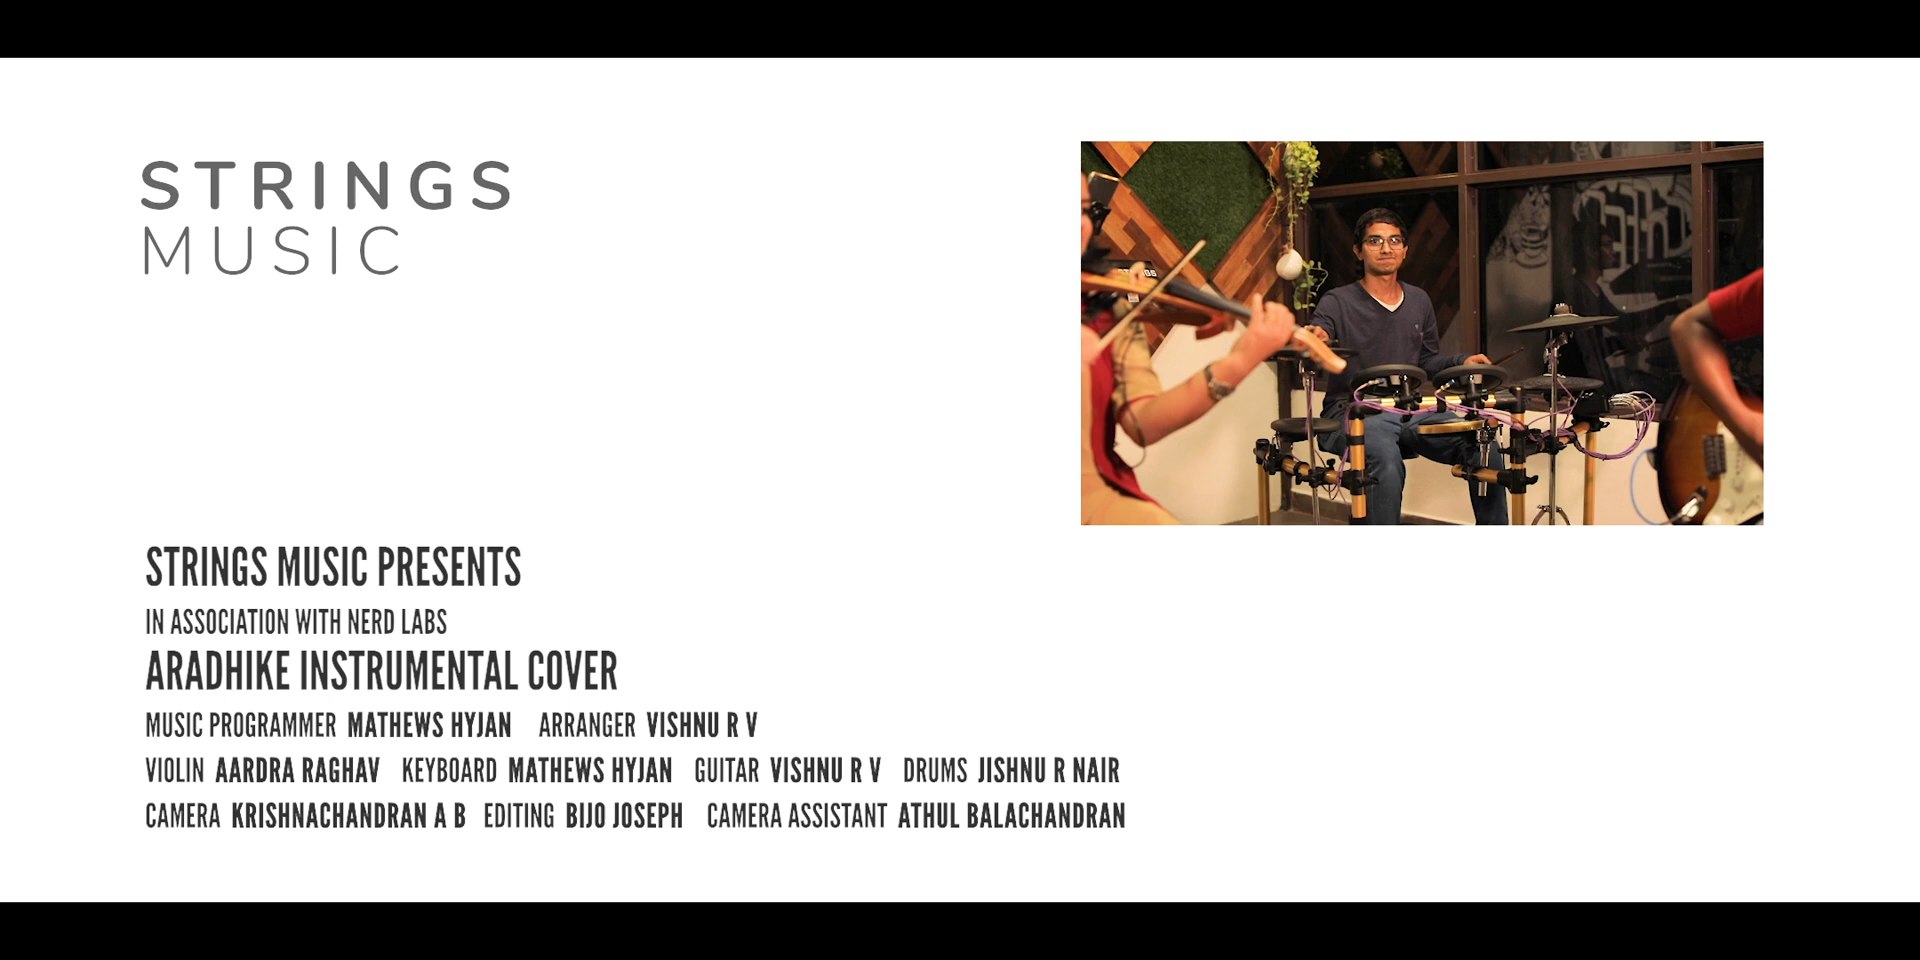 STRINGS
MUSIC
STRINGS MUSIC PRESENTS
IN ASSOCIATION WITH NERD LABS
ARADHIKE INSTRUMENTAL COVER
MUSIC PROGRAMMER MATHEWS HYJAN ARRANGER VISHNU R V
VIOLIN AARDRA RAGHAV KEYBOARD MATHEWS HYJAN GUITAR VISHNU R V DRUMS JISHNU R NAIR
CAMERA KRISHNACHANDRAN A B EDITING BIJO JOSEPH CAMERA ASSISTANT ATHUL BALACHANDRAN